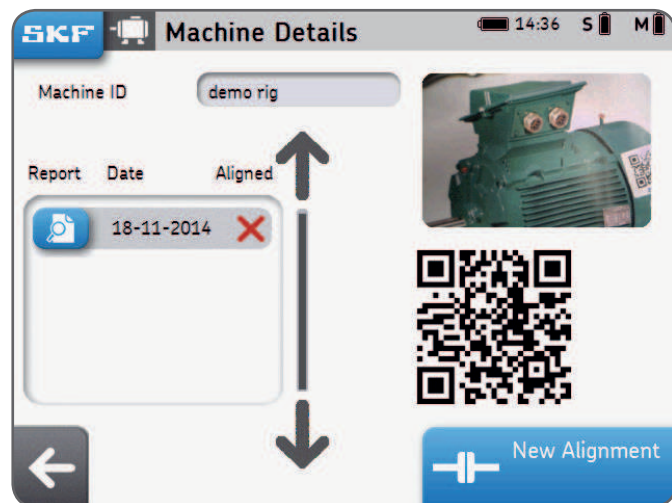 SKF Machine Details 14:36 S M
Machine ID demo rig
Report Date Aligned
18-11-2014
New Alignment